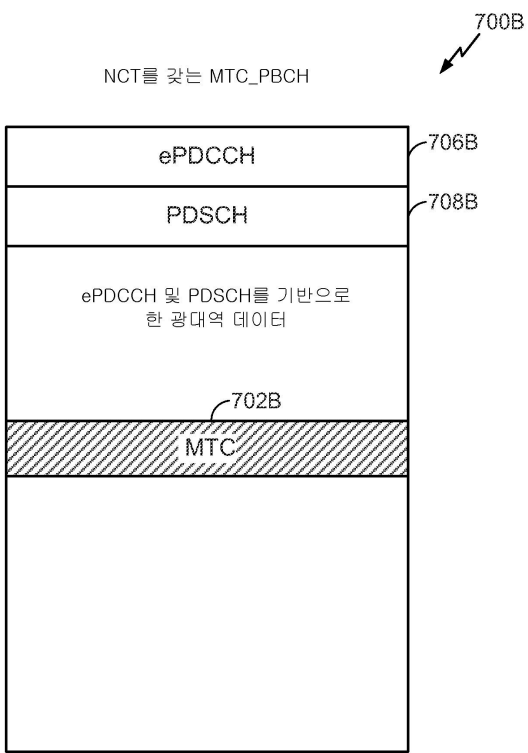 700B
NCT를 갖는 MTC_PBCH
ePDCCH
706B
PDSCH
708B
ePDCCH 및 PDSCH를 기반으로
한 광대역 데이터
702B
MTC